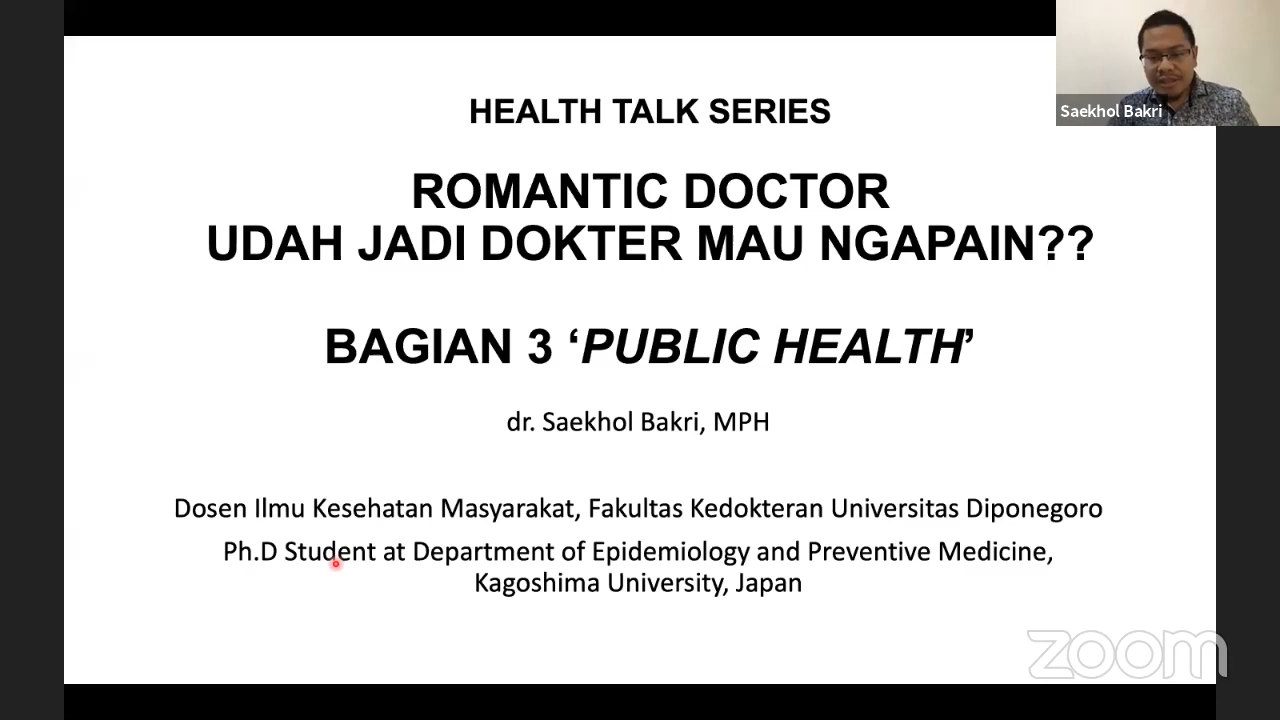 HEALTH TALK SERIES
Saekhol Bakri
ROMANTIC DOCTOR
UDAH JADI DOKTER MAU NGAPAIN??
BAGIAN 3 ‘PUBLIC HEALTH’
dr. Saekhol Bakri, MPH
Dosen Ilmu Kesehatan Masyarakat, Fakultas Kedokteran Universitas Diponegoro
Ph.D Student at Department of Epidemiology and Preventive Medicine,
Kagoshima University, Japan
zoom